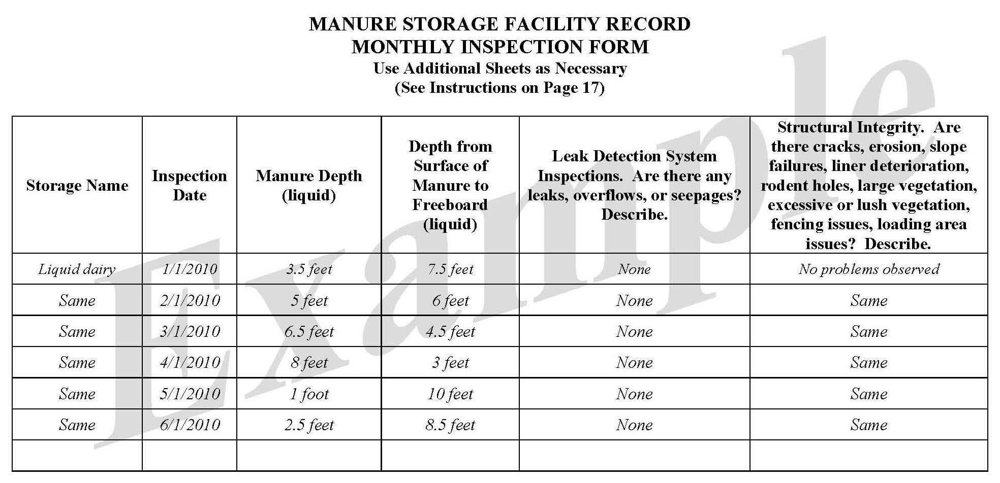 MANURE STORAGE FACILITY RECORD
MONTHLY INSPECTION FORM
Use Additional Sheets as Necessary
(See Instructions on Page 17)
Storage Name
Inspection
Date
Manure Depth
(liquid)
Depth from
Surface of
Manure to
Freeboard
(liquid)
Leak Detection System
Inspections.  Are there any
leaks, overflows, or seepages?
Describe.
Structural Integrity.  Are
there cracks, erosion, slope
failures, liner deterioration,
rodent holes, large vegetation,
excessive or lush vegetation,
fencing issues, loading area
issues?  Describe.
Liquid dairy 1/1/2010 3.5 feet 7.5 feet None No problems observed
Same 2/1/2010 5 feet 6 feet None Same
Same 3/1/2010 6.5 feet 4.5 feet None Same
Same 4/1/2010 8 feet 3 feet None Same
Same 5/1/2010 1 foot 10 feet None Same
Same 6/1/2010 2.5 feet 8.5 feet None Same
Example